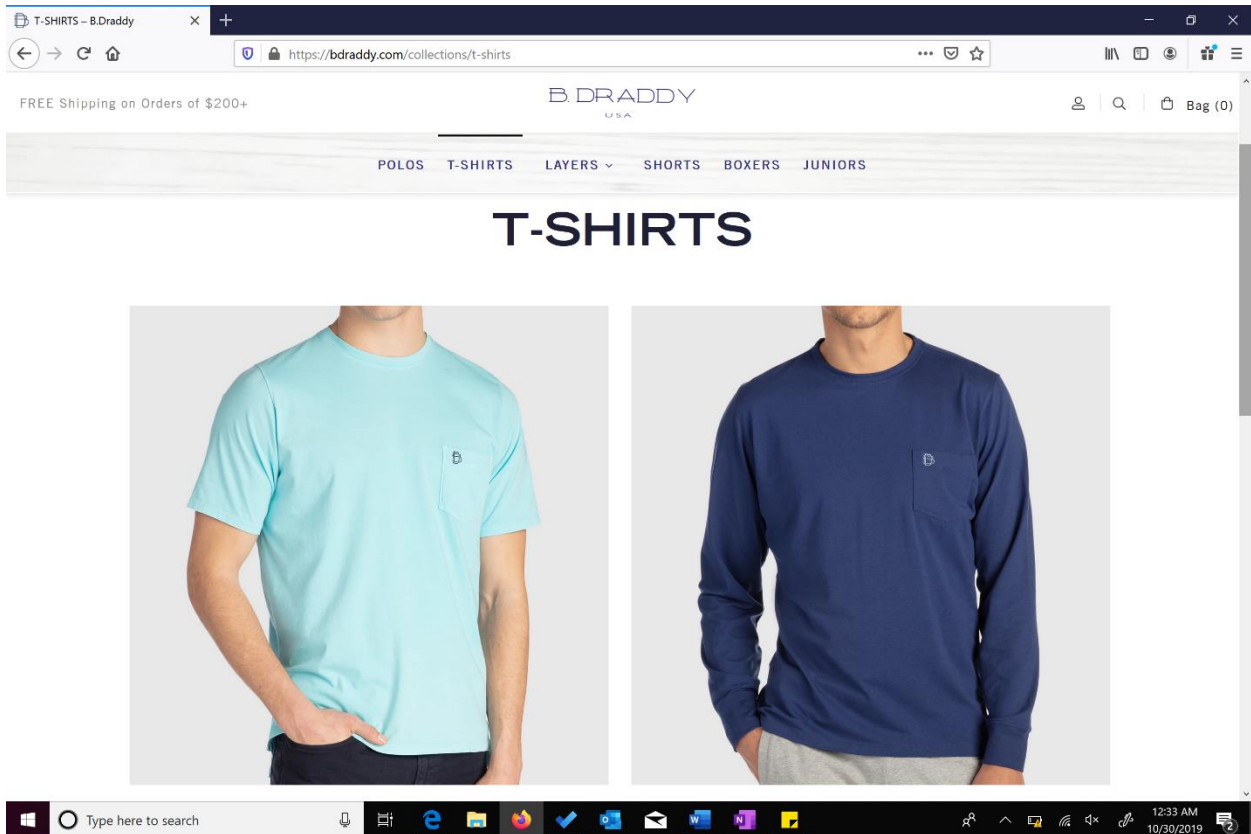 T-SHIRTS – B.Draddy
https://bdraddy.com/collections/t-shirts
FREE Shipping on Orders of $200+
B. DRADDY
USA
Bag (0)
POLOS T-SHIRTS LAYERS SHORTS BOXERS JUNIORS
T-SHIRTS
Type here to search
12:33 AM
10/30/2019
2